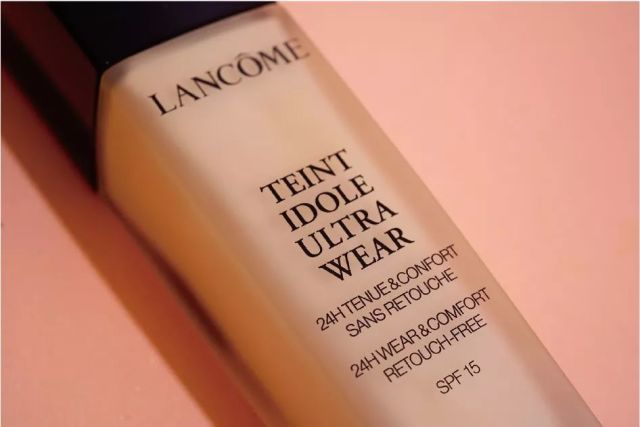 LANCÔME
TEINT
IDOLE
ULTRA
WEAR
24H TENUE & CONFORT
SANS RETOUCHE
24H WEAR & COMFORT
RETOUCH-FREE
SPF 15